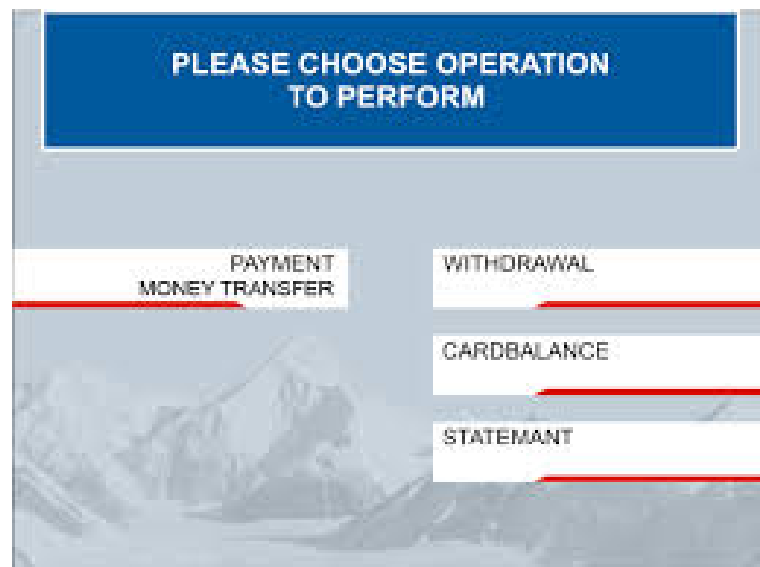 PLEASE CHOOSE OPERATION
TO PERFORM
PAYMENT
MONEY TRANSFER
WITHDRAWAL
CARDBALANCE
STATEMANT